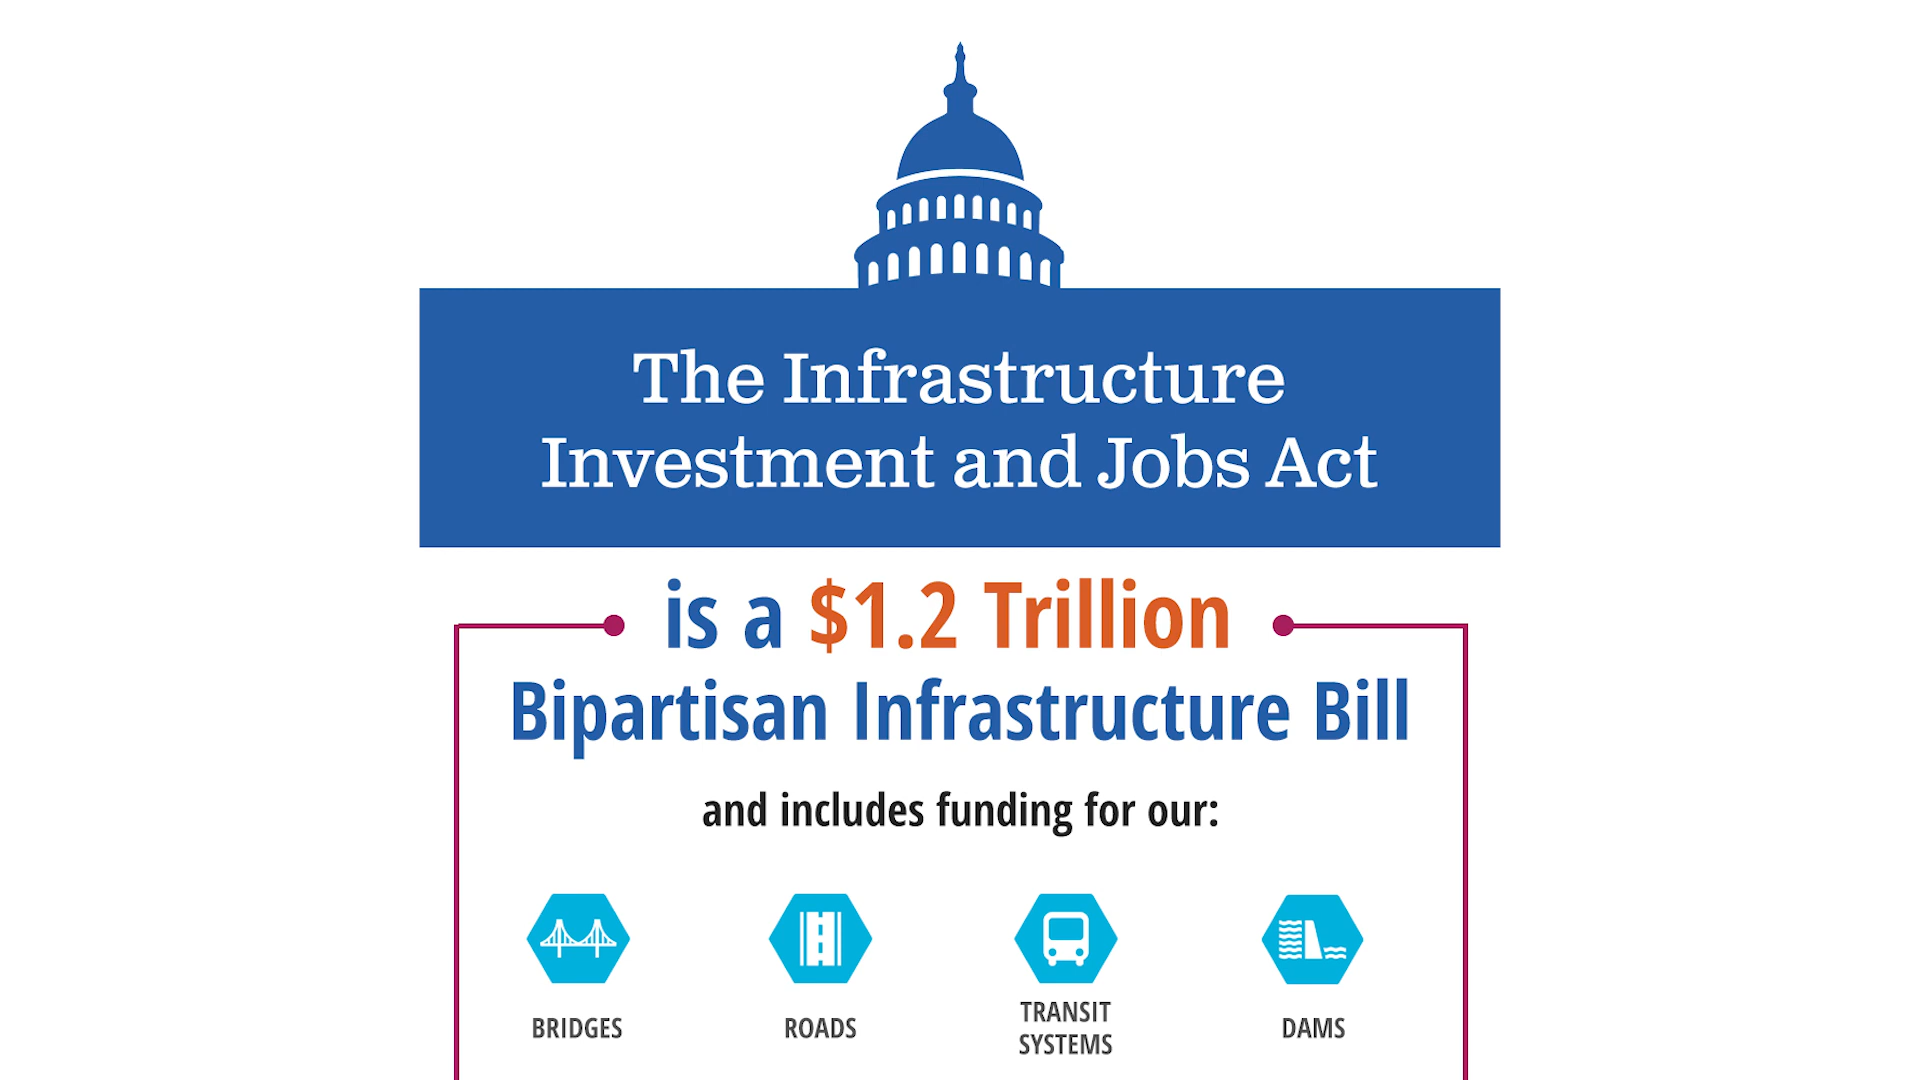 The Infrastructure
Investment and Jobs Act
is a $1.2 Trillion
Bipartisan Infrastructure Bill
and includes funding for our:
BRIDGES
ROADS
TRANSIT
SYSTEMS
DAMS